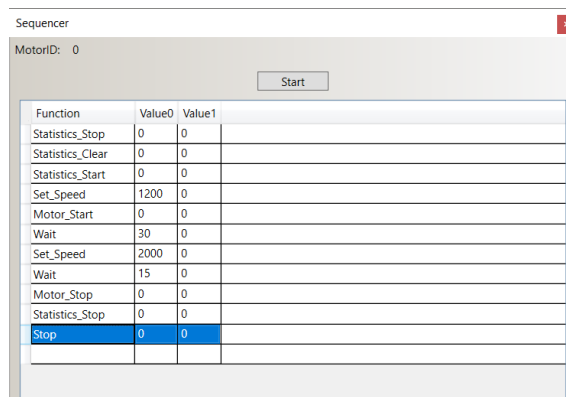 Sequencer
MotorID: 0
Start
Function Value0 Value1
Statistics_Stop 0 0
Statistics_Clear 0 0
Statistics_Start 0 0
Set_Speed 1200 0
Motor_Start 0 0
Wait 30 0
Set_Speed 2000 0
Wait 15 0
Motor_Stop 0 0
Statistics_Stop 0 0
Stop 0 0